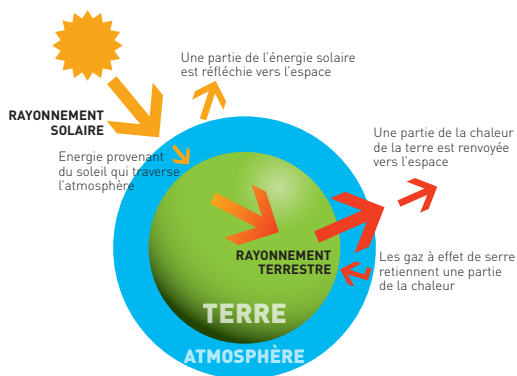 Une partie de l'énergie solaire
est réfléchie vers l'espace
RAYONNEMENT
SOLAIRE
Energie provenant
du soleil qui traverse
l'atmosphère
Une partie de la chaleur
de la terre est renvoyée
vers l'espace
RAYONNEMENT
TERRESTRE
Les gaz à effet de serre
retiennent une partie
de la chaleur
TERRE
ATMOSPHÈRE